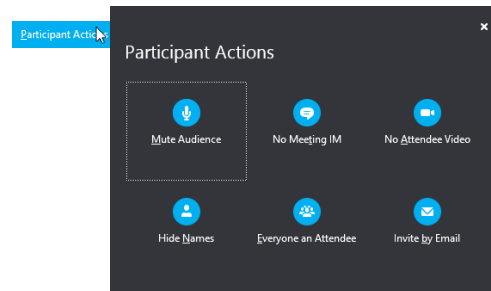 Participant Actions
Participant Actions
Mute Audience
No Meeting IM
No Attendee Video
Hide Names
Everyone an Attendee
Invite by Email